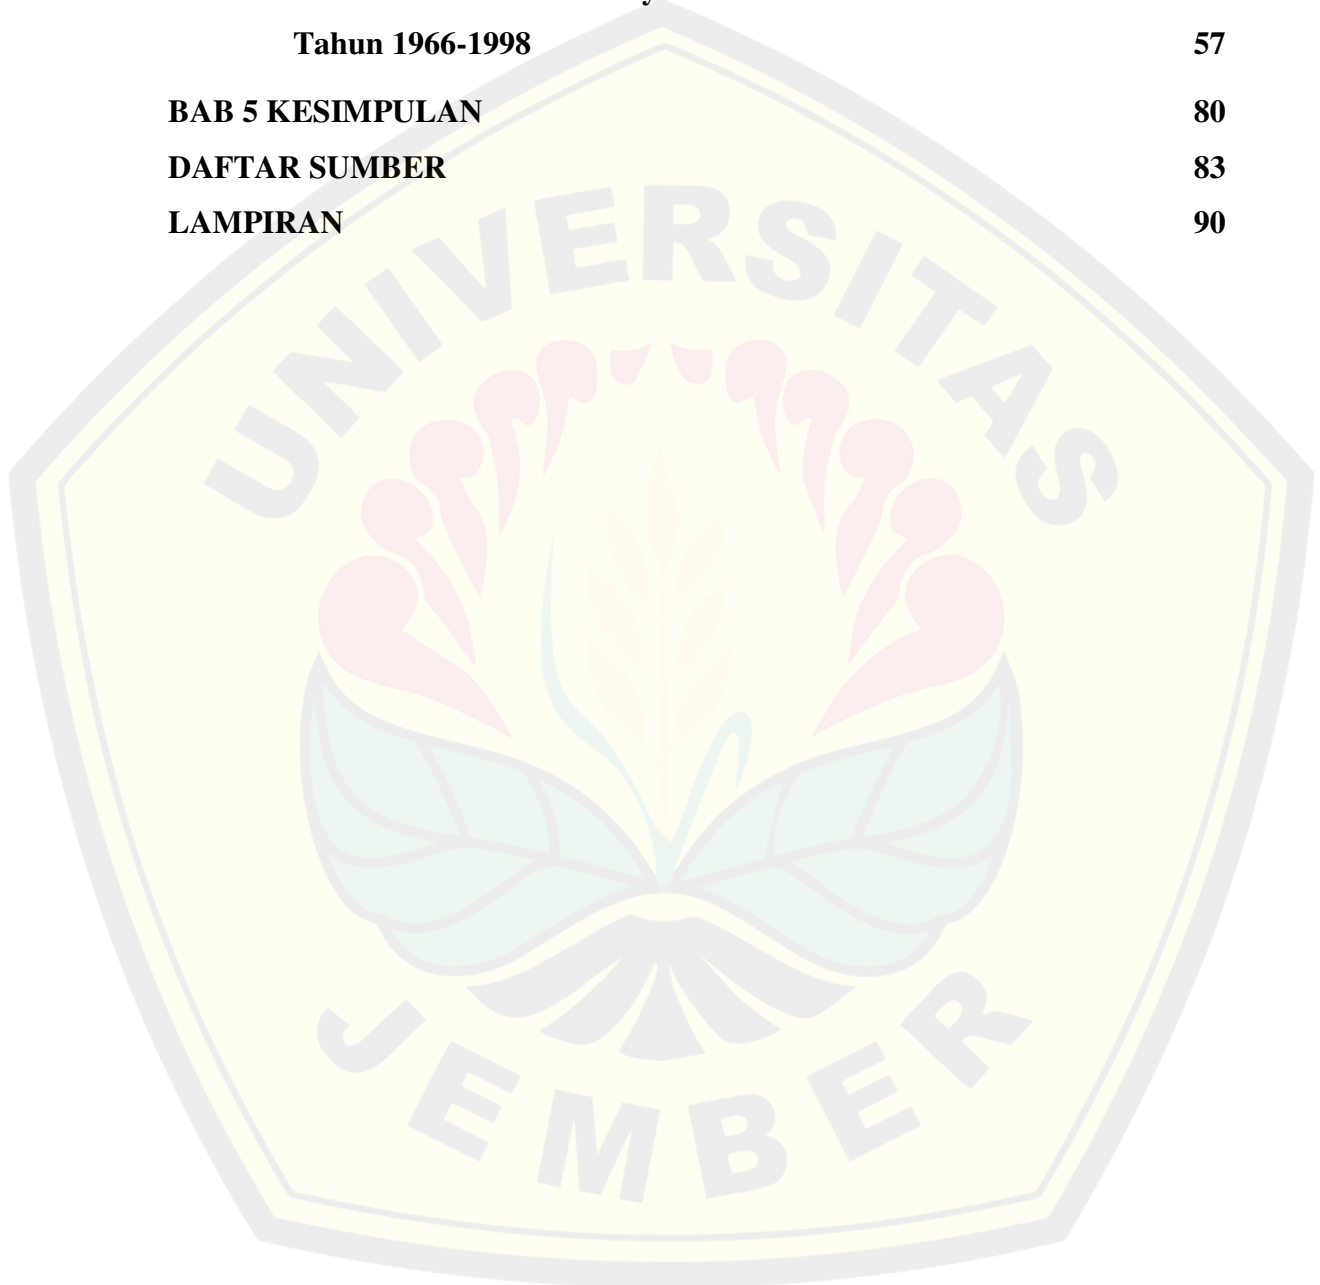 Tahun 1966-1998 57
BAB 5 KESIMPULAN 80
DAFTAR SUMBER 83
LAMPIRAN 90
UNIVERSITAS
JEMBER